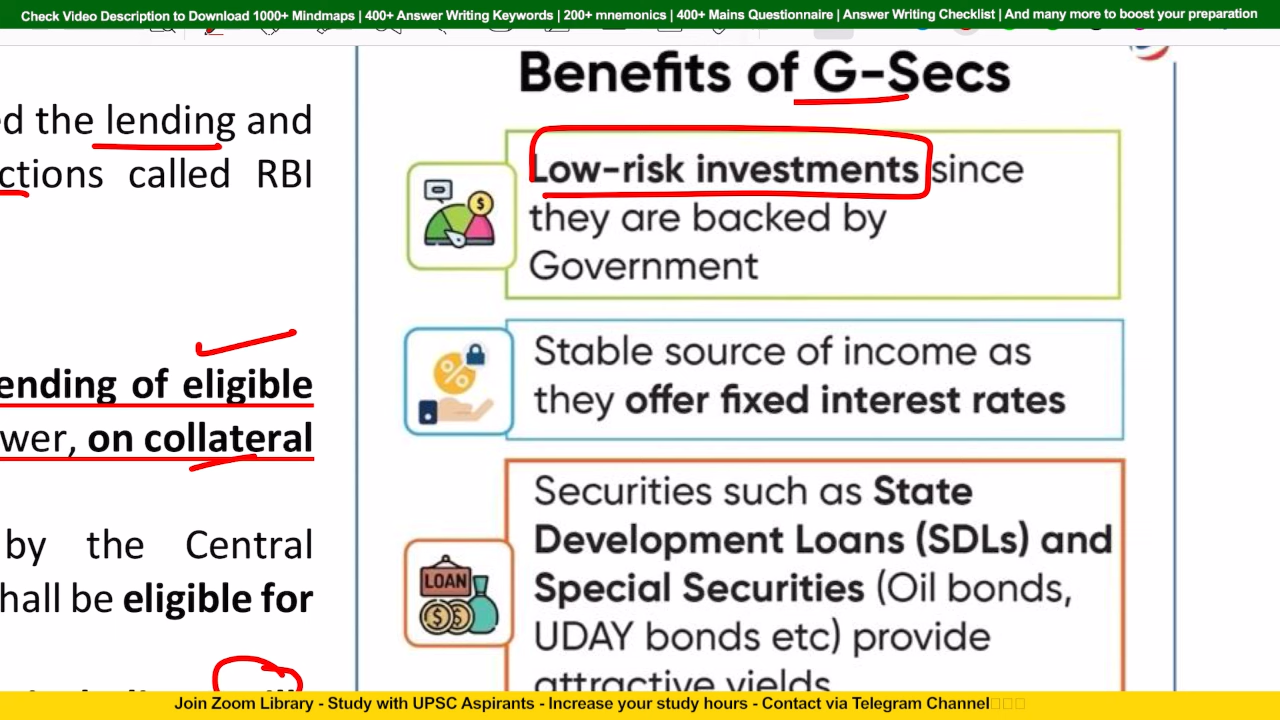 Check Video Description to Download 1000+ Mindmaps | 400+ Answer Writing Keywords | 200+ mnemonics | 400+ Mains Questionnaire | Answer Writing Checklist | And many more to boost your preparation
ed the lending and
ctions called RBI
ending of eligible
ower, on collateral
by the Central
shall be eligible for
Benefits of G-Secs
Low-risk investments since
they are backed by
Government
Stable source of income as
they offer fixed interest rates
LOAN
Securities such as State
Development Loans (SDLs) and
Special Securities (Oil bonds,
UDAY bonds etc) provide
attractive yields
Join Zoom Library - Study with UPSC Aspirants - Increase your study hours - Contact via Telegram Channel